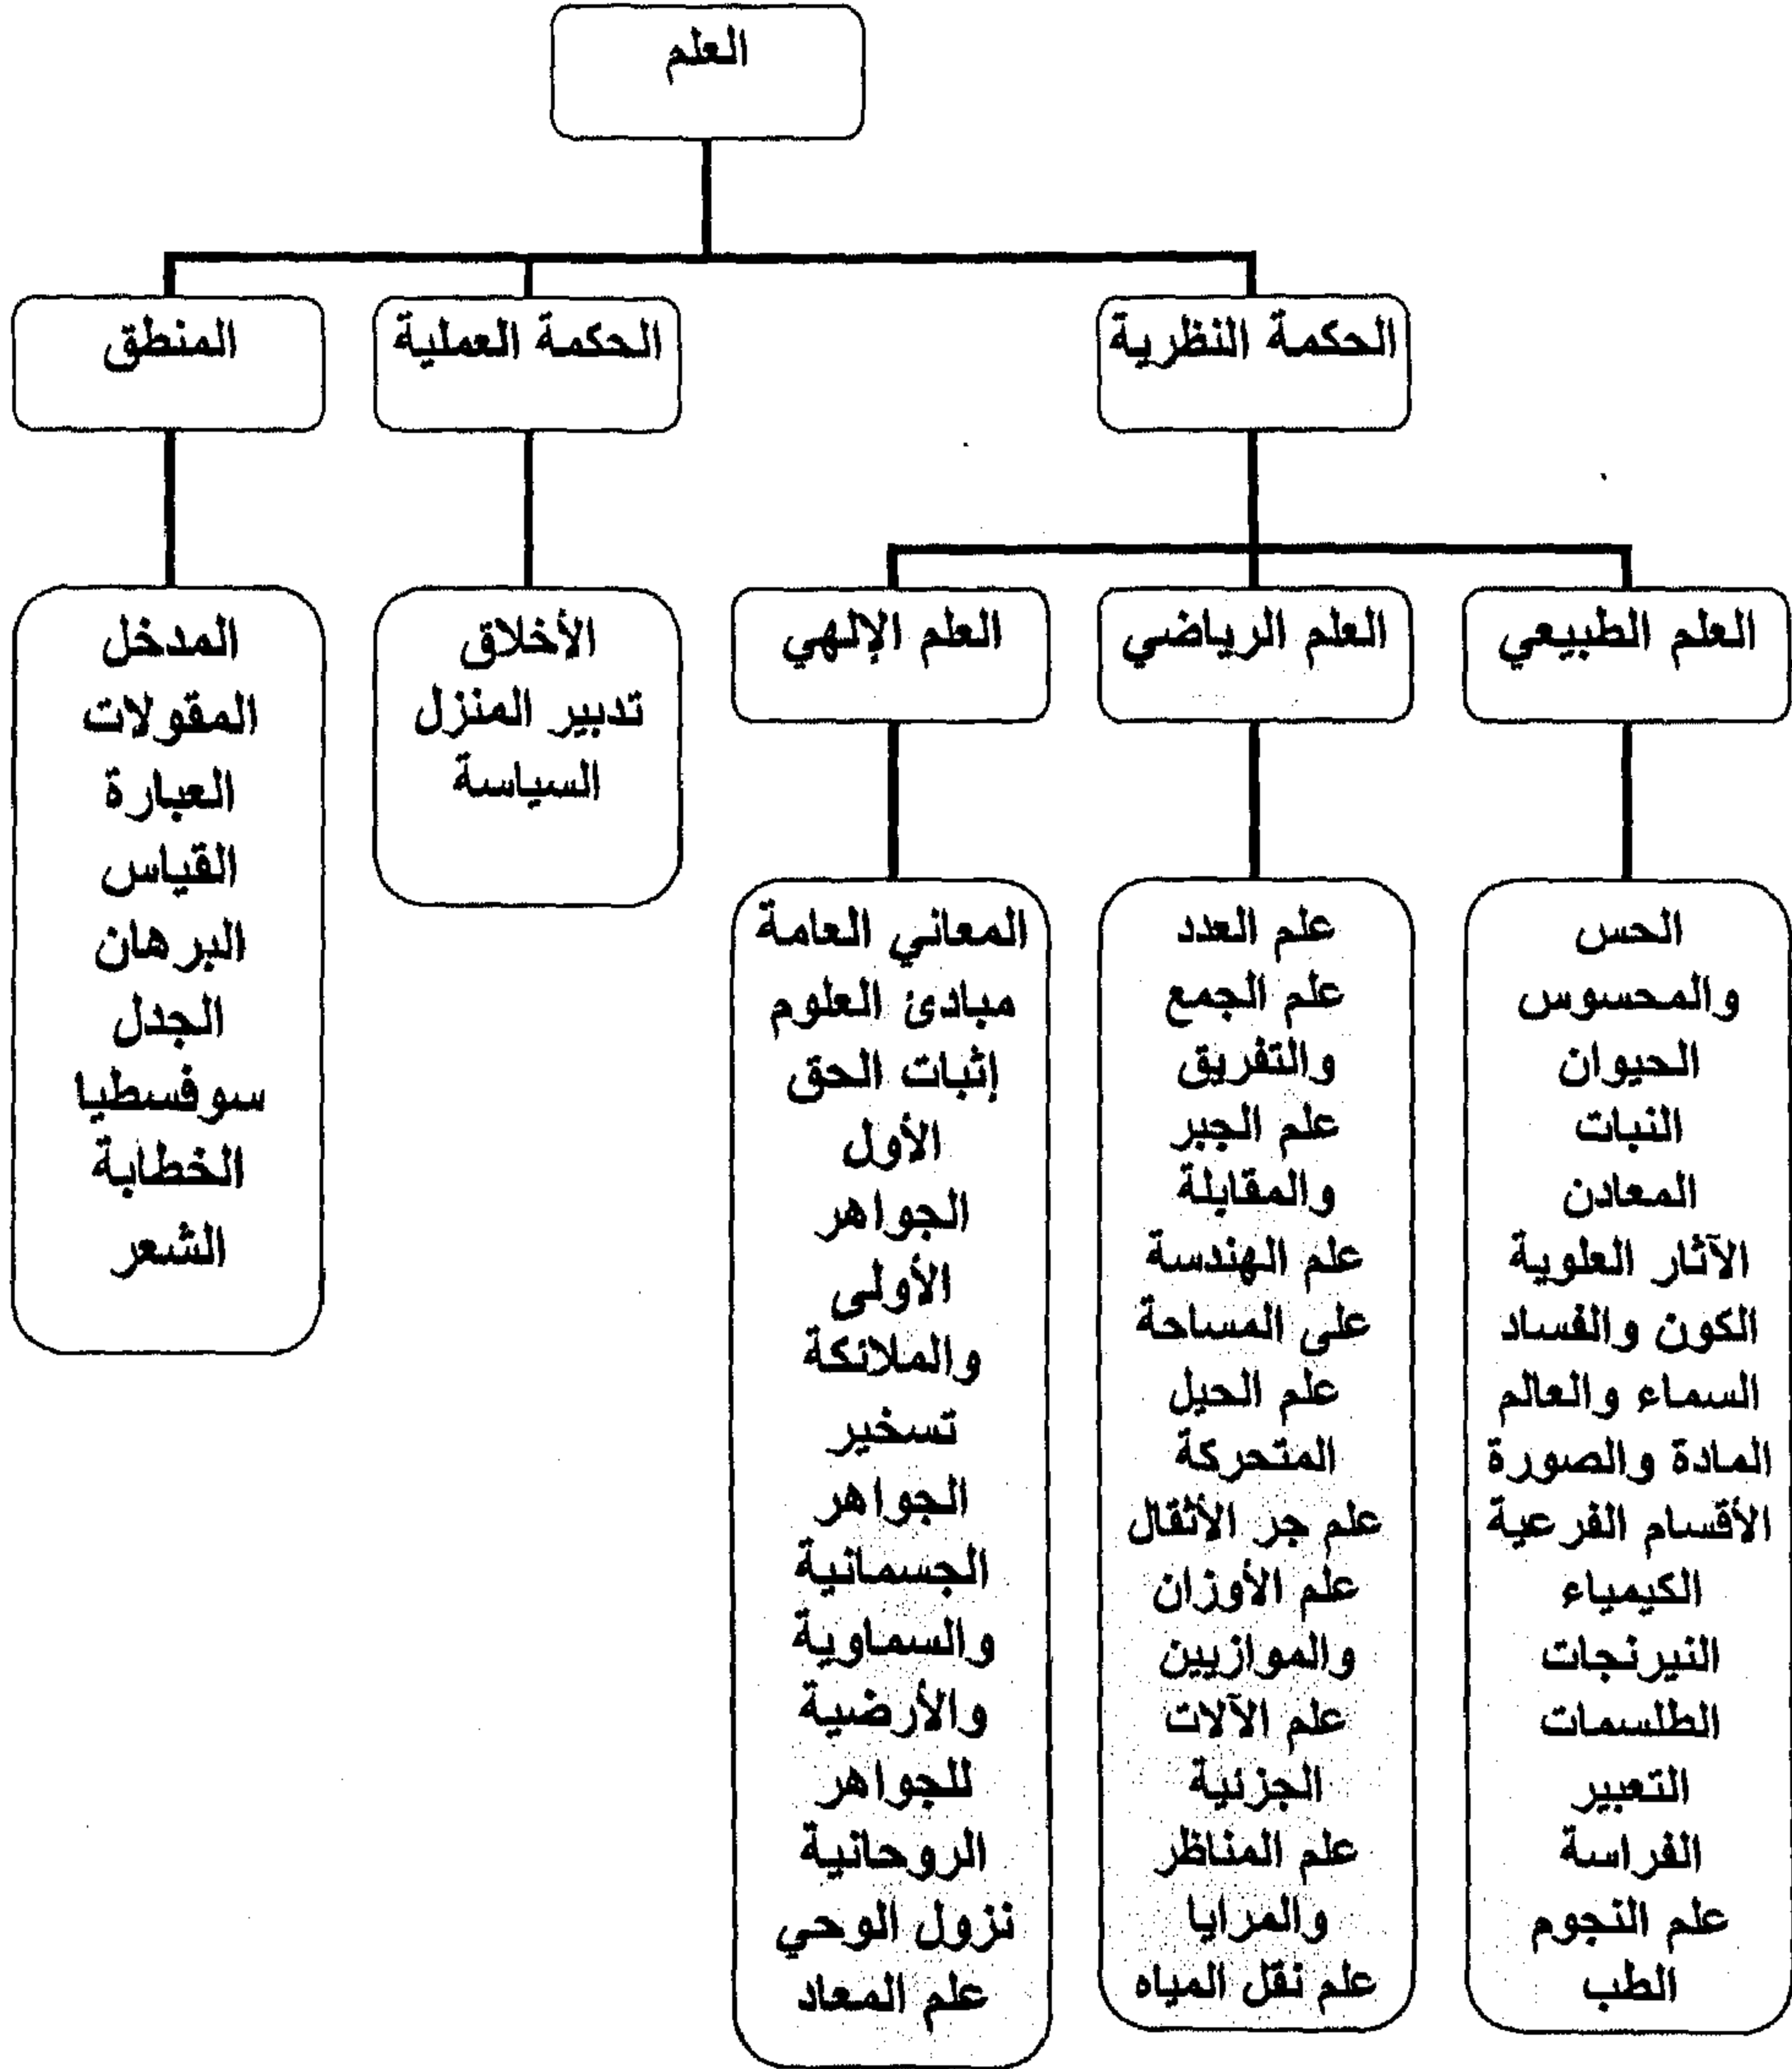 العلم
الحكمة النظرية
الحكمة العملية
المنطق
العلم الطبيعي
العلم الرياضي
العلم الإلهي
الأخلاق
تدبير المنزل
السياسة
المدخل
المقولات
العبارة
القياس
البرهان
الجدل
سوفسطيا
الخطابة
الشعر
الحس
والمحسوس
الحيوان
النبات
المعادن
الآثار العلوية
الكون والفساد
السماء والعالم
المادة والصورة
الأقسام الفرعية
الكيمياء
النيرنجات
الطلسمات
التعبير
الفراسة
علم النجوم
الطب
علم العدد
علم الجمع
والتفريق
علم الجبر
والمقابلة
علم الهندسة
على المساحة
علم الحيل
المتحركة
علم جر الأثقال
علم الأوزان
والموازيين
علم الآلات
الجزئية
علم المناظر
والمرايا
علم نقل المياه
المعاني العامة
مبادئ العلوم
إثبات الحق
الأول
الجواهر
الأولى
والملائكة
تسخير
الجواهر
الجسمانية
والسماوية
والأرضية
للجواهر
الروحانية
نزول الوحي
علم المعاد